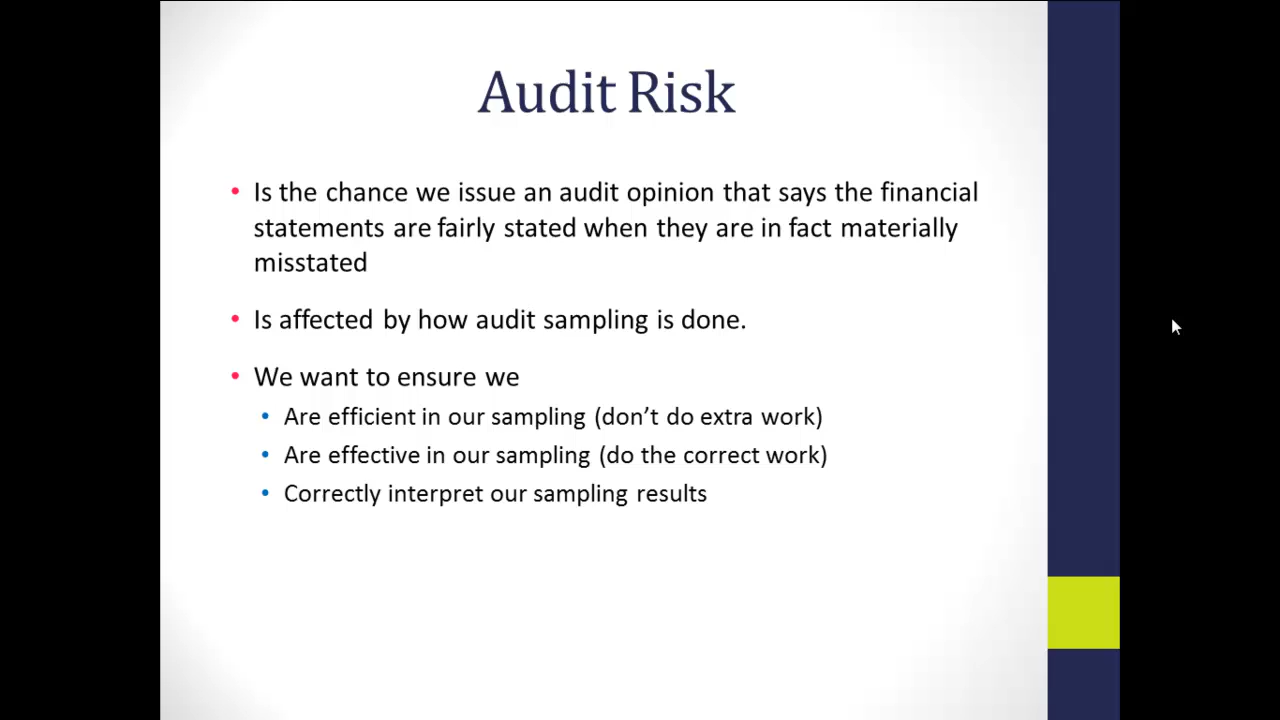 Audit Risk
• Is the chance we issue an audit opinion that says the financial
statements are fairly stated when they are in fact materially
misstated
• Is affected by how audit sampling is done.
• We want to ensure we
• Are efficient in our sampling (don’t do extra work)
• Are effective in our sampling (do the correct work)
• Correctly interpret our sampling results